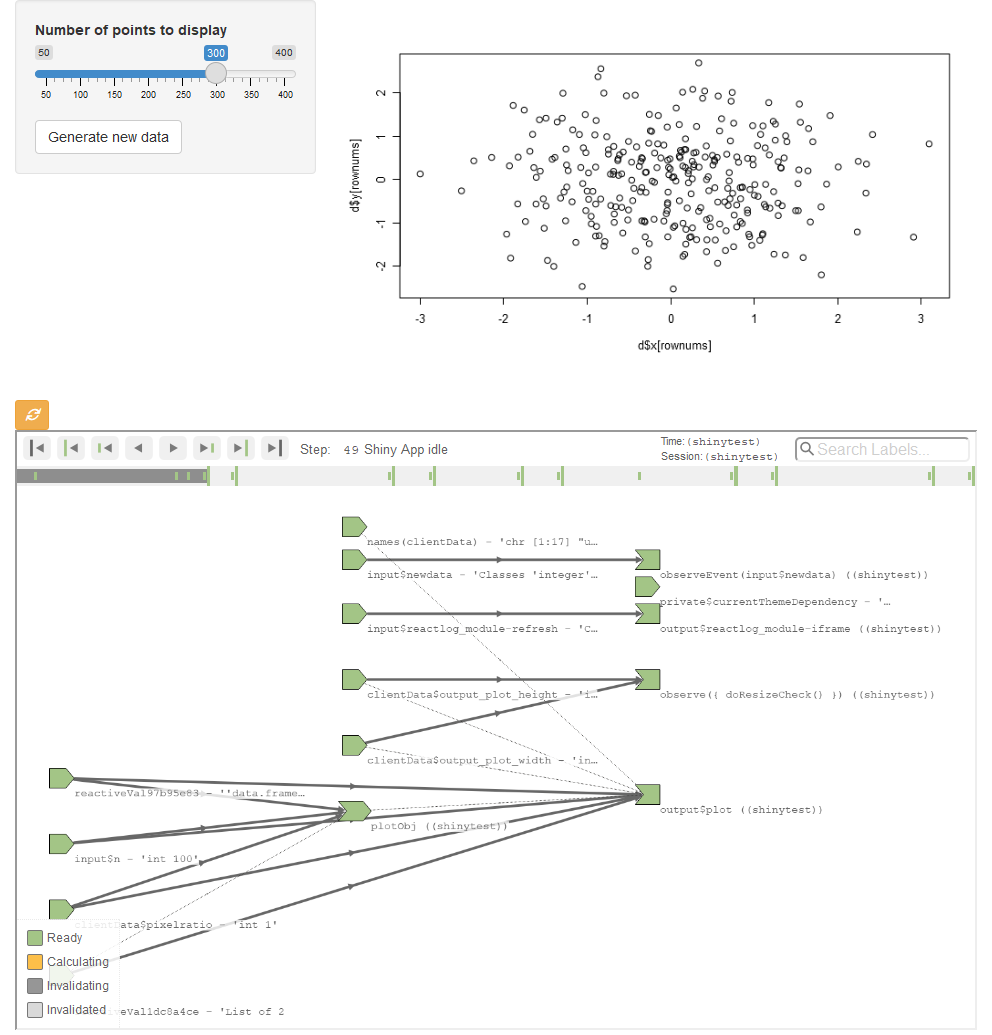 Number of points to display
50 300 400
50 100 150 200 250 300 350 400
Generate new data
d$y[rownums]
2
1
0
-1
-2
-3 -2 -1 0 1 2 3
d$x[rownums]
Step: 49 Shiny App idle
Time: (shinytest)
Session: (shinytest)
Search Labels...
names(clientData) - 'chr [1:17] "u…
input$newdata - 'Classes 'integer'…
observeEvent(input$newdata) ((shinytest))
private$currentThemeDependency - '…
input$reactlog_module-refresh - 'C…
output$reactlog_module-iframe ((shinytest))
clientData$output_plot_height - 'i…
observe({ doResizeCheck() }) ((shinytest))
clientData$output_plot_width - 'in…
reactiveVal97b95e83 - ''data.frame…
output$plot ((shinytest))
plotObj ((shinytest))
input$n - 'int 100'
clientData$pixelratio - 'int 1'
Ready
Calculating
Invalidating
Invalidated
veVal1dc8a4ce - 'List of 2